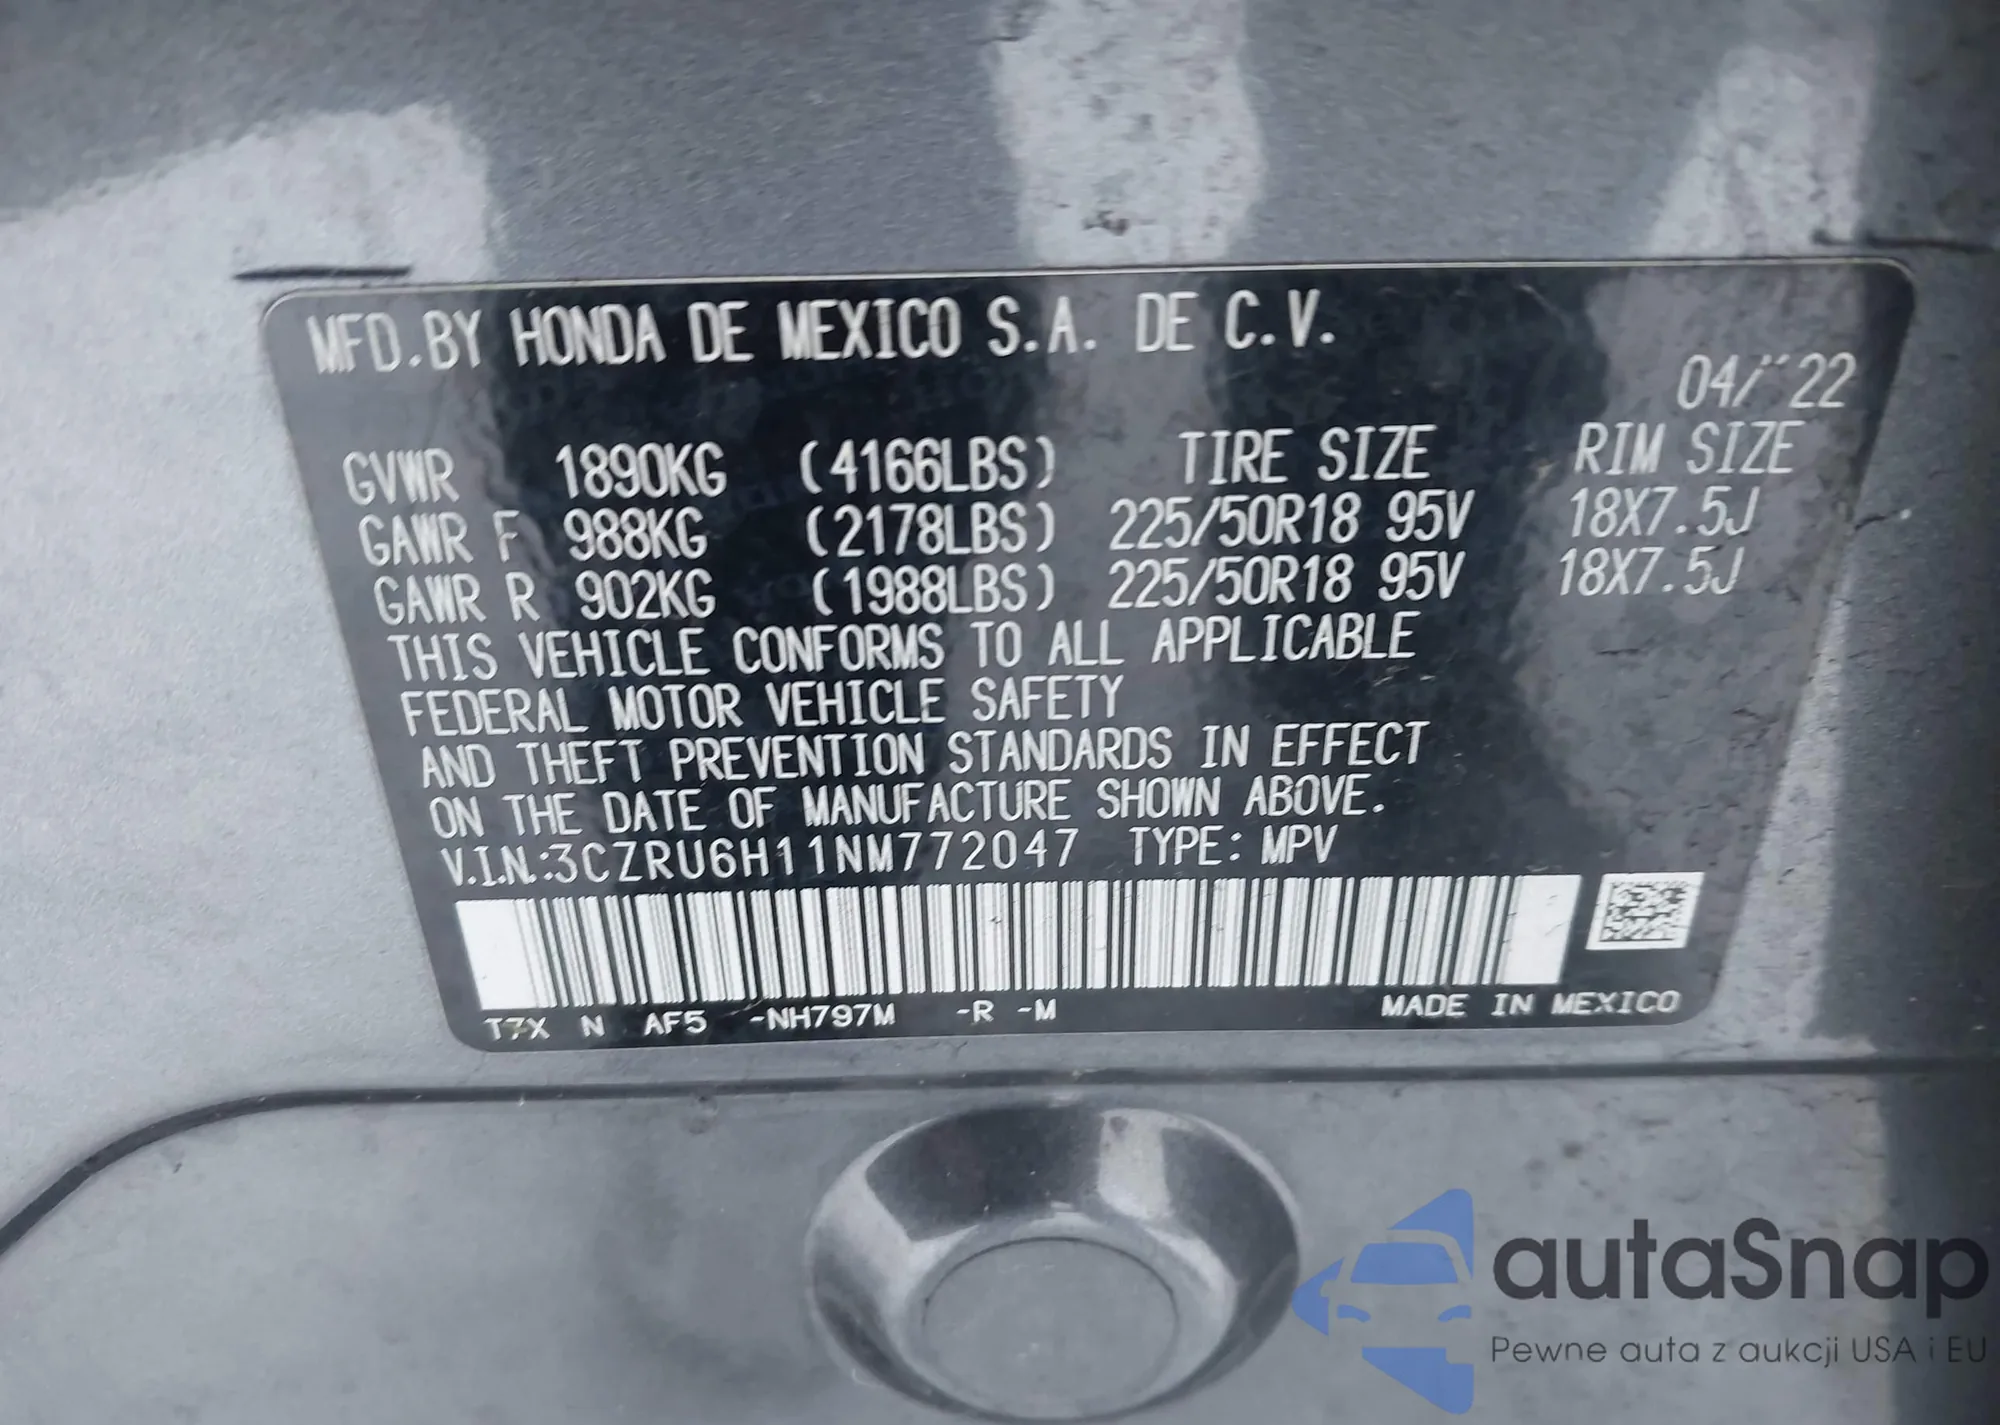 MFD.BY HONDA DE MEXICO S.A. DE C.V.
04/ 22
GVWR 1890KG (4166LBS) TIRE SIZE RIM SIZE
GAWR F 988KG (2178LBS) 225/50R18 95V 18X7.5J
GAWR R 902KG (1988LBS) 225/50R18 95V 18X7.5J
THIS VEHICLE CONFORMS TO ALL APPLICABLE
FEDERAL MOTOR VEHICLE SAFETY
AND THEFT PREVENTION STANDARDS IN EFFECT
ON THE DATE OF MANUFACTURE SHOWN ABOVE.
V.I.N.:3CZRU6H11NM772047 TYPE: MPV
T7X N AF5 -NH797M -R -M MADE IN MEXICO
autaSnap
Pewne auta z aukcji USA i EU